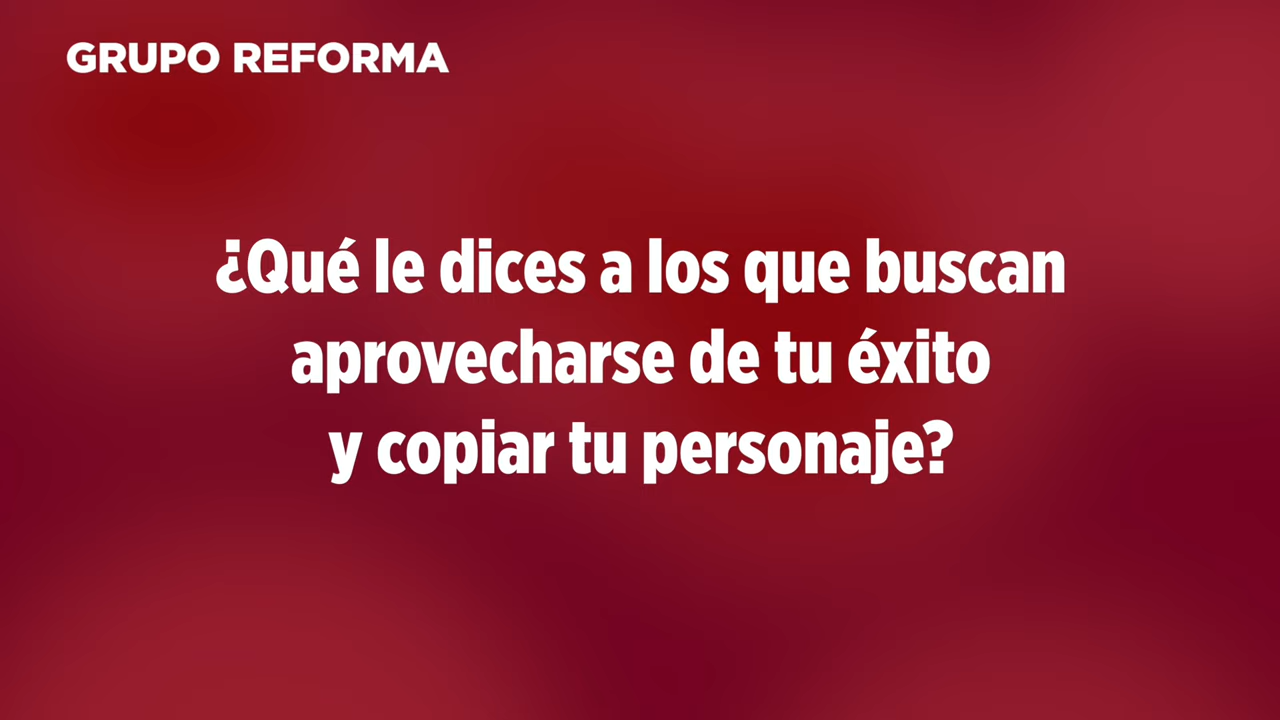 GRUPO REFORMA
¿Qué le dices a los que buscan
aprovecharse de tu éxito
y copiar tu personaje?